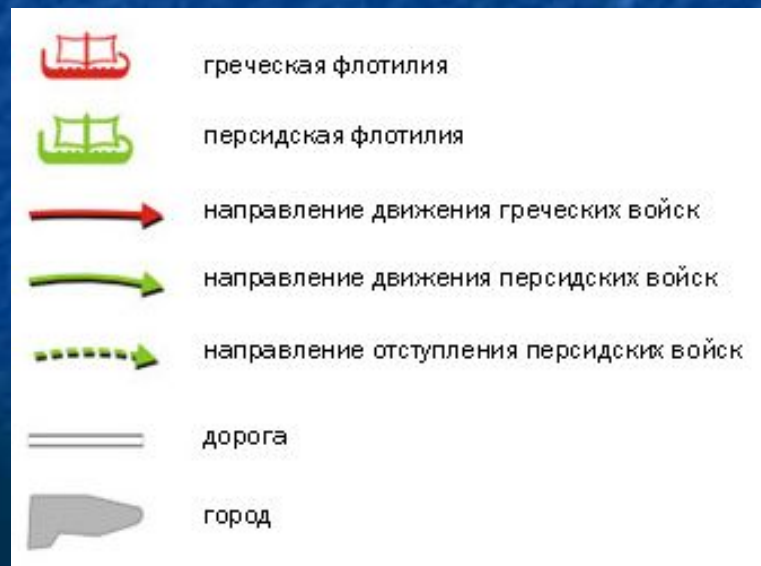 греческая флотилия
персидская флотилия
направление движения греческих войск
направление движения персидских войск
направление отступления персидских войск
дорога
город